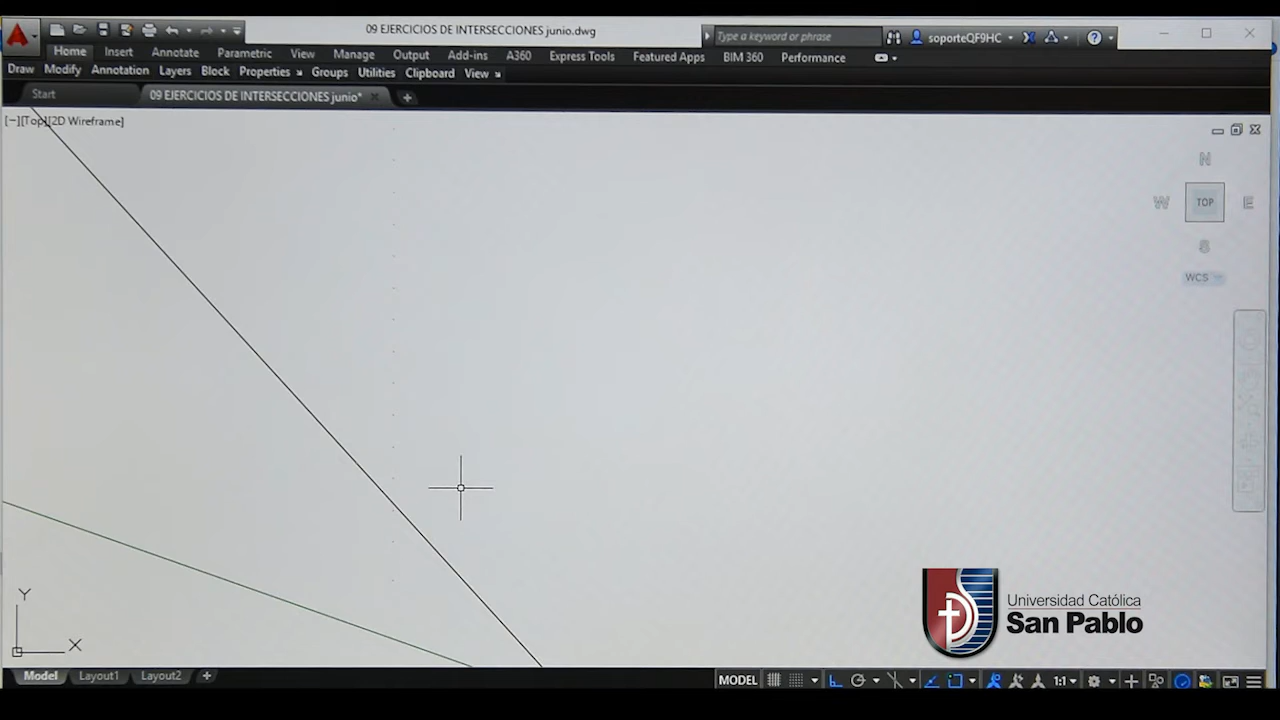 09 EJERCICIOS DE INTERSECCIONES junio.dwg
Type a keyword or phrase
soporteQF9HC
Home Insert Annotate Parametric View Manage Output Add-ins A360 Express Tools Featured Apps BIM 360 Performance
Draw Modify Annotation Layers Block Properties Groups Utilities Clipboard View
Start 09 EJERCICIOS DE INTERSECCIONES junio*
[−][Top][2D Wireframe]
N
W TOP E
S
WCS
Y
X
Universidad Católica
San Pablo
Model Layout1 Layout2
MODEL 1:1